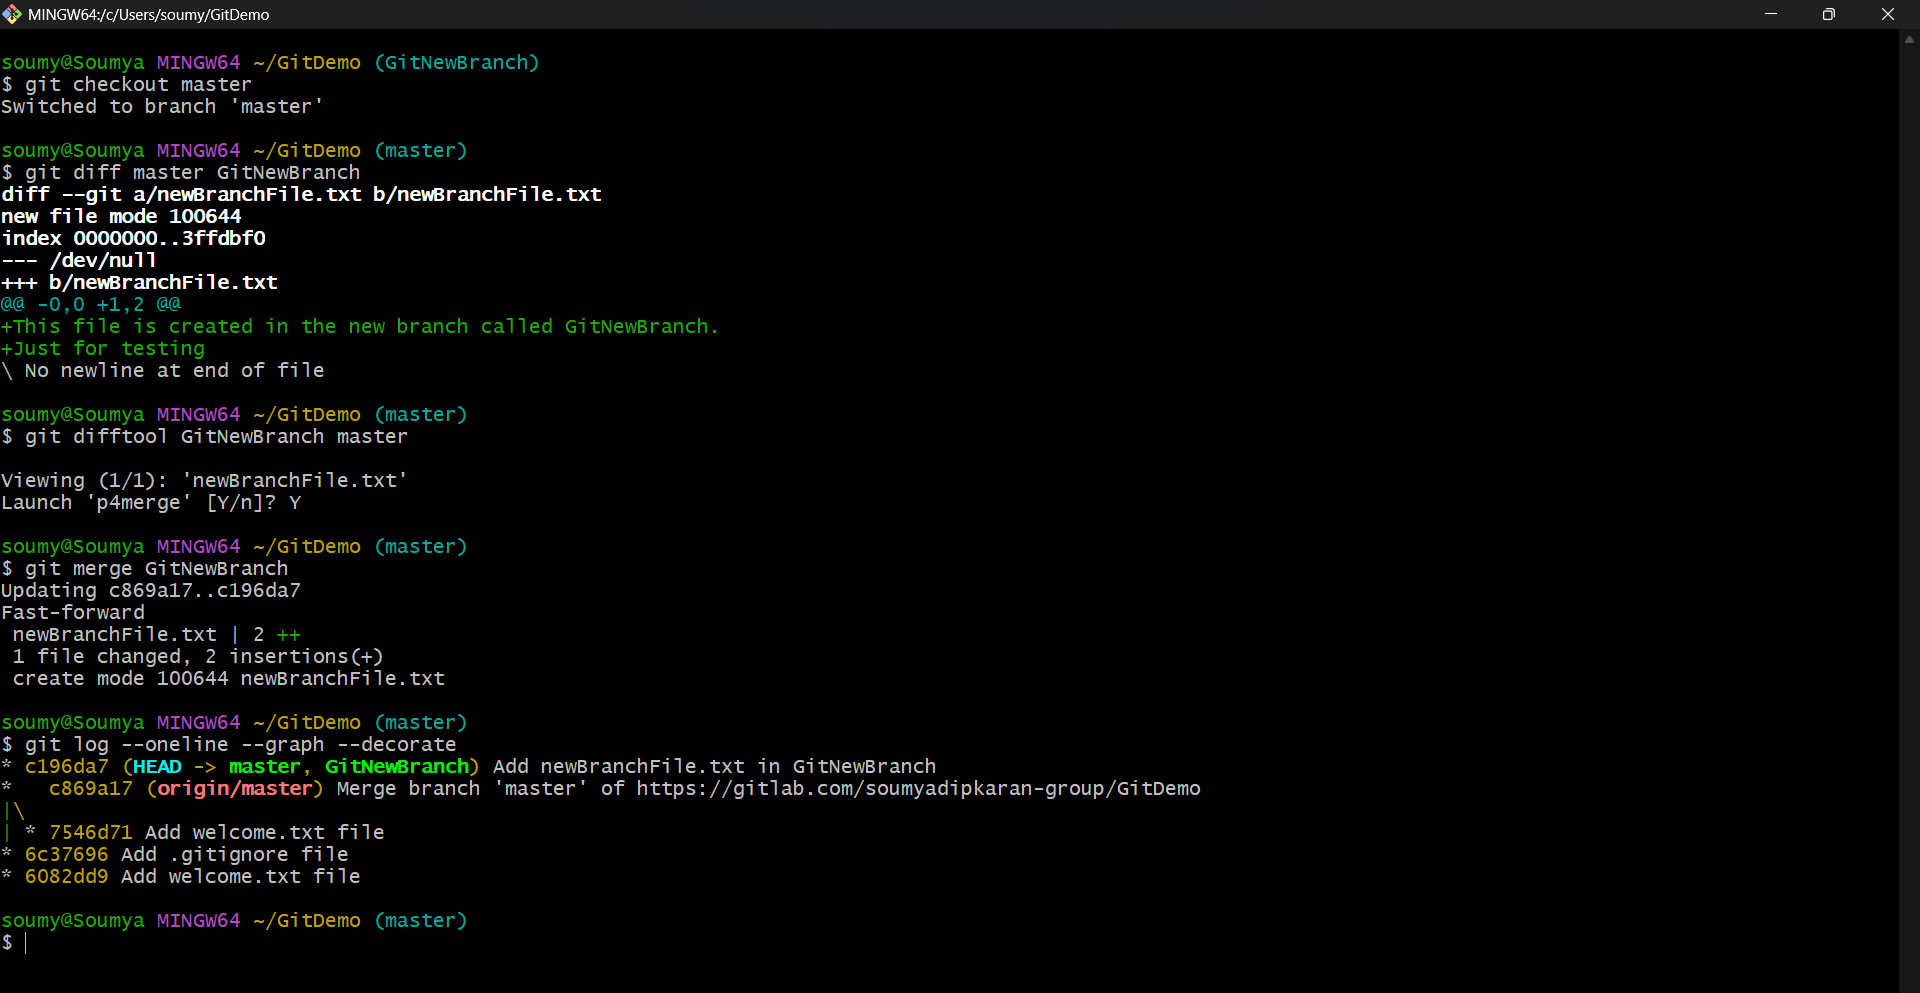 MINGW64:/c/Users/soumy/GitDemo
soumy@Soumya MINGW64 ~/GitDemo (GitNewBranch)
$ git checkout master
Switched to branch 'master'
soumy@Soumya MINGW64 ~/GitDemo (master)
$ git diff master GitNewBranch
diff --git a/newBranchFile.txt b/newBranchFile.txt
new file mode 100644
index 0000000..3ffdbf0
--- /dev/null
+++ b/newBranchFile.txt
@@ -0,0 +1,2 @@
+This file is created in the new branch called GitNewBranch.
+Just for testing
\ No newline at end of file
soumy@Soumya MINGW64 ~/GitDemo (master)
$ git difftool GitNewBranch master
Viewing (1/1): 'newBranchFile.txt'
Launch 'p4merge' [Y/n]? Y
soumy@Soumya MINGW64 ~/GitDemo (master)
$ git merge GitNewBranch
Updating c869a17..c196da7
Fast-forward
 newBranchFile.txt | 2 ++
 1 file changed, 2 insertions(+)
 create mode 100644 newBranchFile.txt
soumy@Soumya MINGW64 ~/GitDemo (master)
$ git log --oneline --graph --decorate
* c196da7 (HEAD -> master, GitNewBranch) Add newBranchFile.txt in GitNewBranch
*   c869a17 (origin/master) Merge branch 'master' of https://gitlab.com/soumyadipkaran-group/GitDemo
|\
| * 7546d71 Add welcome.txt file
* 6c37696 Add .gitignore file
* 6082dd9 Add welcome.txt file
soumy@Soumya MINGW64 ~/GitDemo (master)
$